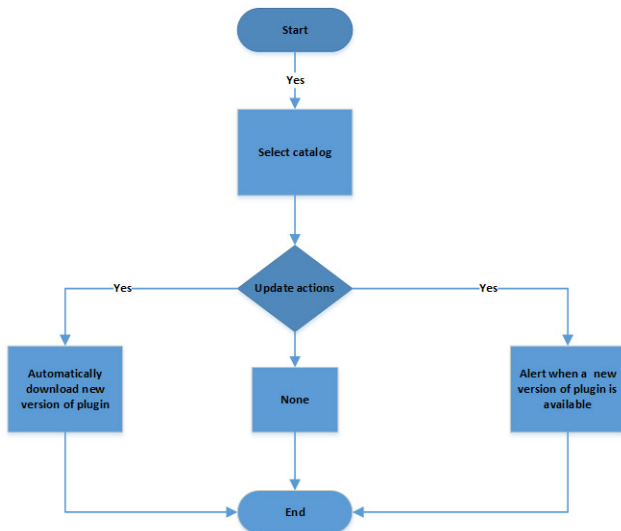 Start
Yes
Select catalog
Update actions
Yes
Yes
Automatically
download new
version of plugin
None
Alert when a new
version of plugin is
available
End